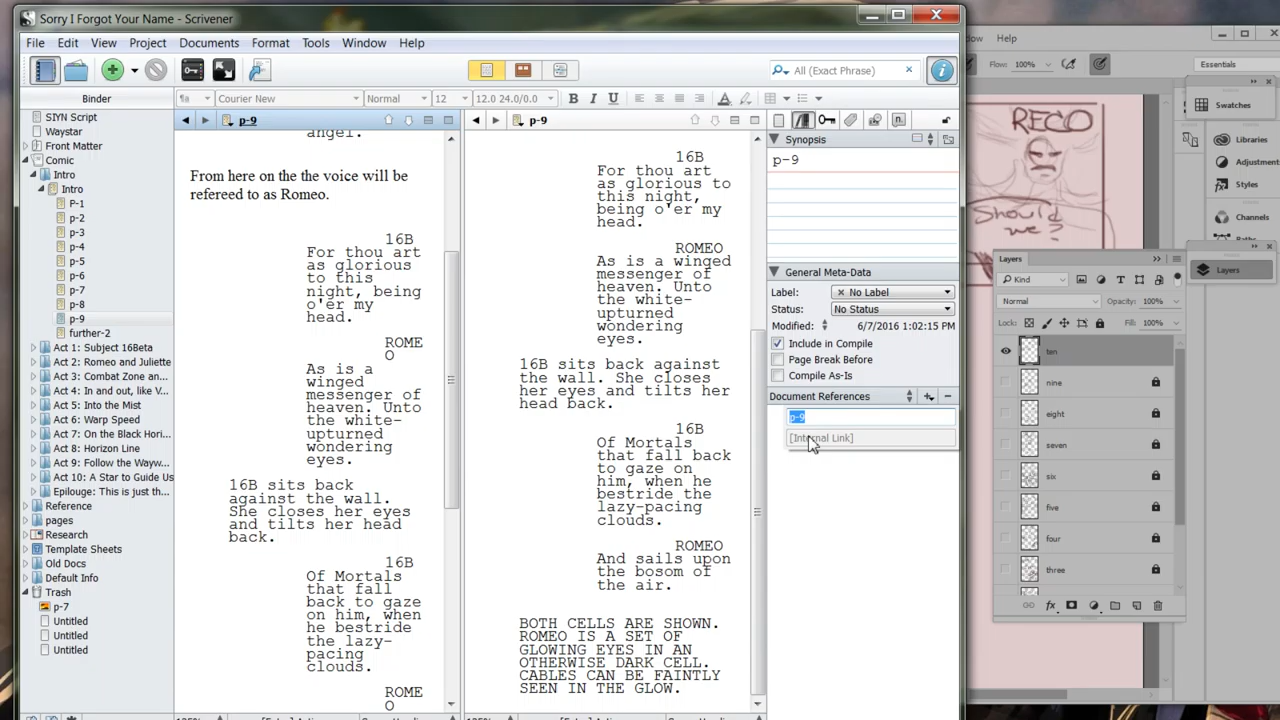 Sorry I Forgot Your Name - Scrivener
File Edit View Project Documents Format Tools Window Help
Help
All (Exact Phrase)
Flow: 100%
Essentials
Binder
Courier New Normal 12 12.0 24.0/0.0 B I U A
Swatches
SIYN Script
Waystar
Front Matter
Comic
Intro
Intro
P-1
p-2
p-3
p-4
p-5
p-6
p-7
p-8
p-9
further-2
Act 1: Subject 16Beta
Act 2: Romeo and Juliette
Act 3: Combat Zone an
Act 4: In and out, like V...
Act 5: Into the Mist
Act 6: Warp Speed
Act 7: On the Black Hori...
Act 8: Horizon Line
Act 9: Follow the Wayw...
Act 10: A Star to Guide Us
Epilouge: This is just th...
Reference
pages
Research
Template Sheets
Old Docs
Default Info
Trash
p-7
Untitled
Untitled
Untitled
p-9
angel.
From here on the the voice will be
refereed to as Romeo.
16B
For thou art
as glorious
to this
night, being
o'er my
head.
ROME
O
As is a
winged
messenger of
heaven. Unto
the white-
upturned
wondering
eyes.
16B sits back
against the wall.
She closes her eyes
and tilts her head
back.
16B
Of Mortals
that fall
back to gaze
on him, when
he bestride
the lazy-
pacing
clouds.
ROME
O
p-9
16B
For thou art
as glorious to
this night,
being o'er my
head.
ROMEO
As is a winged
messenger of
heaven. Unto
the white-
upturned
wondering
eyes.
16B sits back against
the wall. She closes
her eyes and tilts her
head back.
16B
Of Mortals
that fall back
to gaze on
him, when he
bestride the
lazy-pacing
clouds.
ROMEO
And sails upon
the bosom of
the air.
BOTH CELLS ARE SHOWN.
ROMEO IS A SET OF
GLOWING EYES IN AN
OTHERWISE DARK CELL.
CABLES CAN BE FAINTLY
SEEN IN THE GLOW.
Synopsis
p-9
General Meta-Data
Label: No Label
Status: No Status
Modified: 6/7/2016 1:02:15 PM
Include in Compile
Page Break Before
Compile As-Is
Document References
p-9
[Internal Link]
RECO
Should
we?
Libraries
Adjustment
Styles
Channels
Layers
Layers
Kind
Normal Opacity: 100%
Lock: Fill: 100%
ten
nine
eight
seven
six
five
four
three
fx